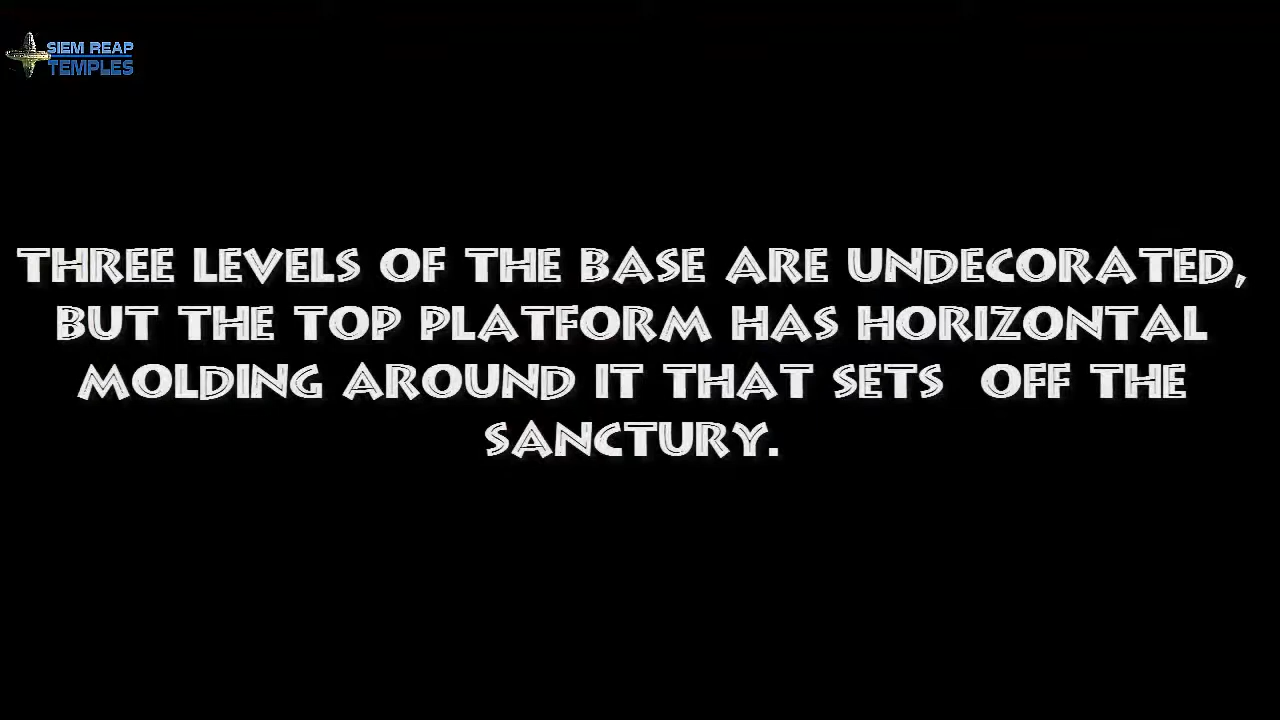 SIEM REAP
TEMPLES
THREE LEVELS OF THE BASE ARE UNDECORATED,
BUT THE TOP PLATFORM HAS HORIZONTAL
MOLDING AROUND IT THAT SETS  OFF THE
SANCTURY.